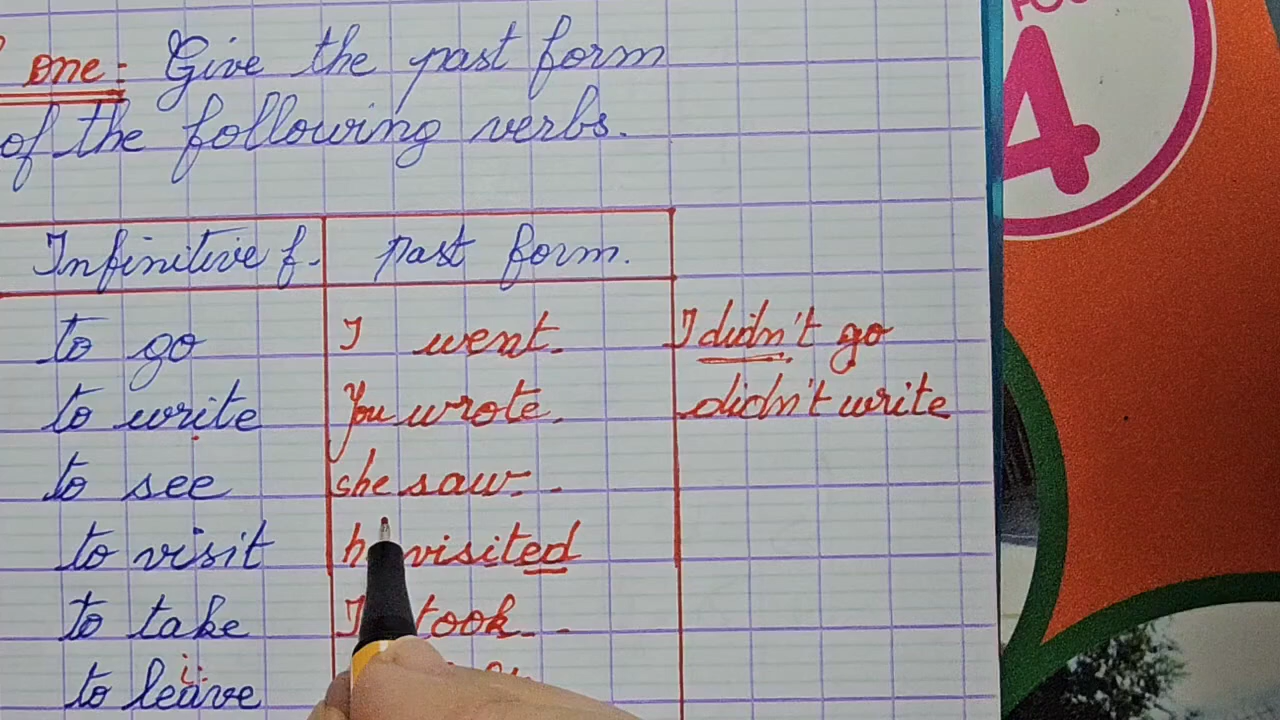 one: Give the past form
of the following verbs.
Infinitive f. past form.
to go I went. I didn't go
to write You wrote. didn't write
to see she saw. .
to visit visited
to take I took. .
to leave
4